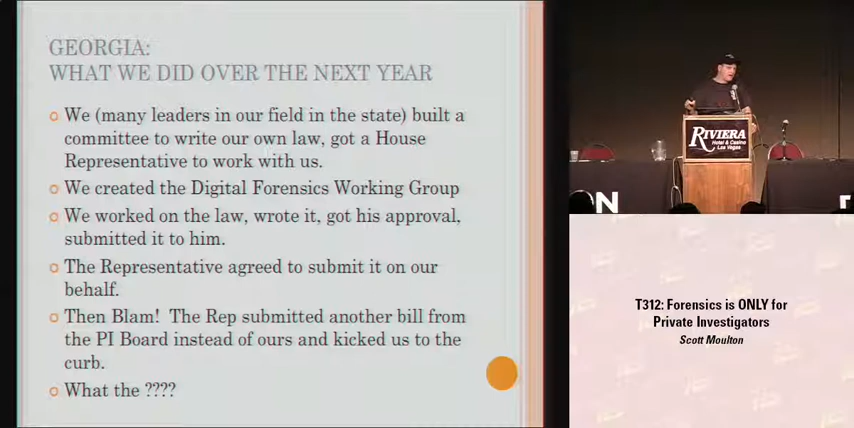 GEORGIA:
WHAT WE DID OVER THE NEXT YEAR
We (many leaders in our field in the state) built a
committee to write our own law, got a House
Representative to work with us.
We created the Digital Forensics Working Group
We worked on the law, wrote it, got his approval,
submitted it to him.
The Representative agreed to submit it on our
behalf.
Then Blam! The Rep submitted another bill from
the PI Board instead of ours and kicked us to the
curb.
What the ????
RIVIERA
Hotel & Casino
Las Vegas
ON
T312: Forensics is ONLY for
Private Investigators
Scott Moulton